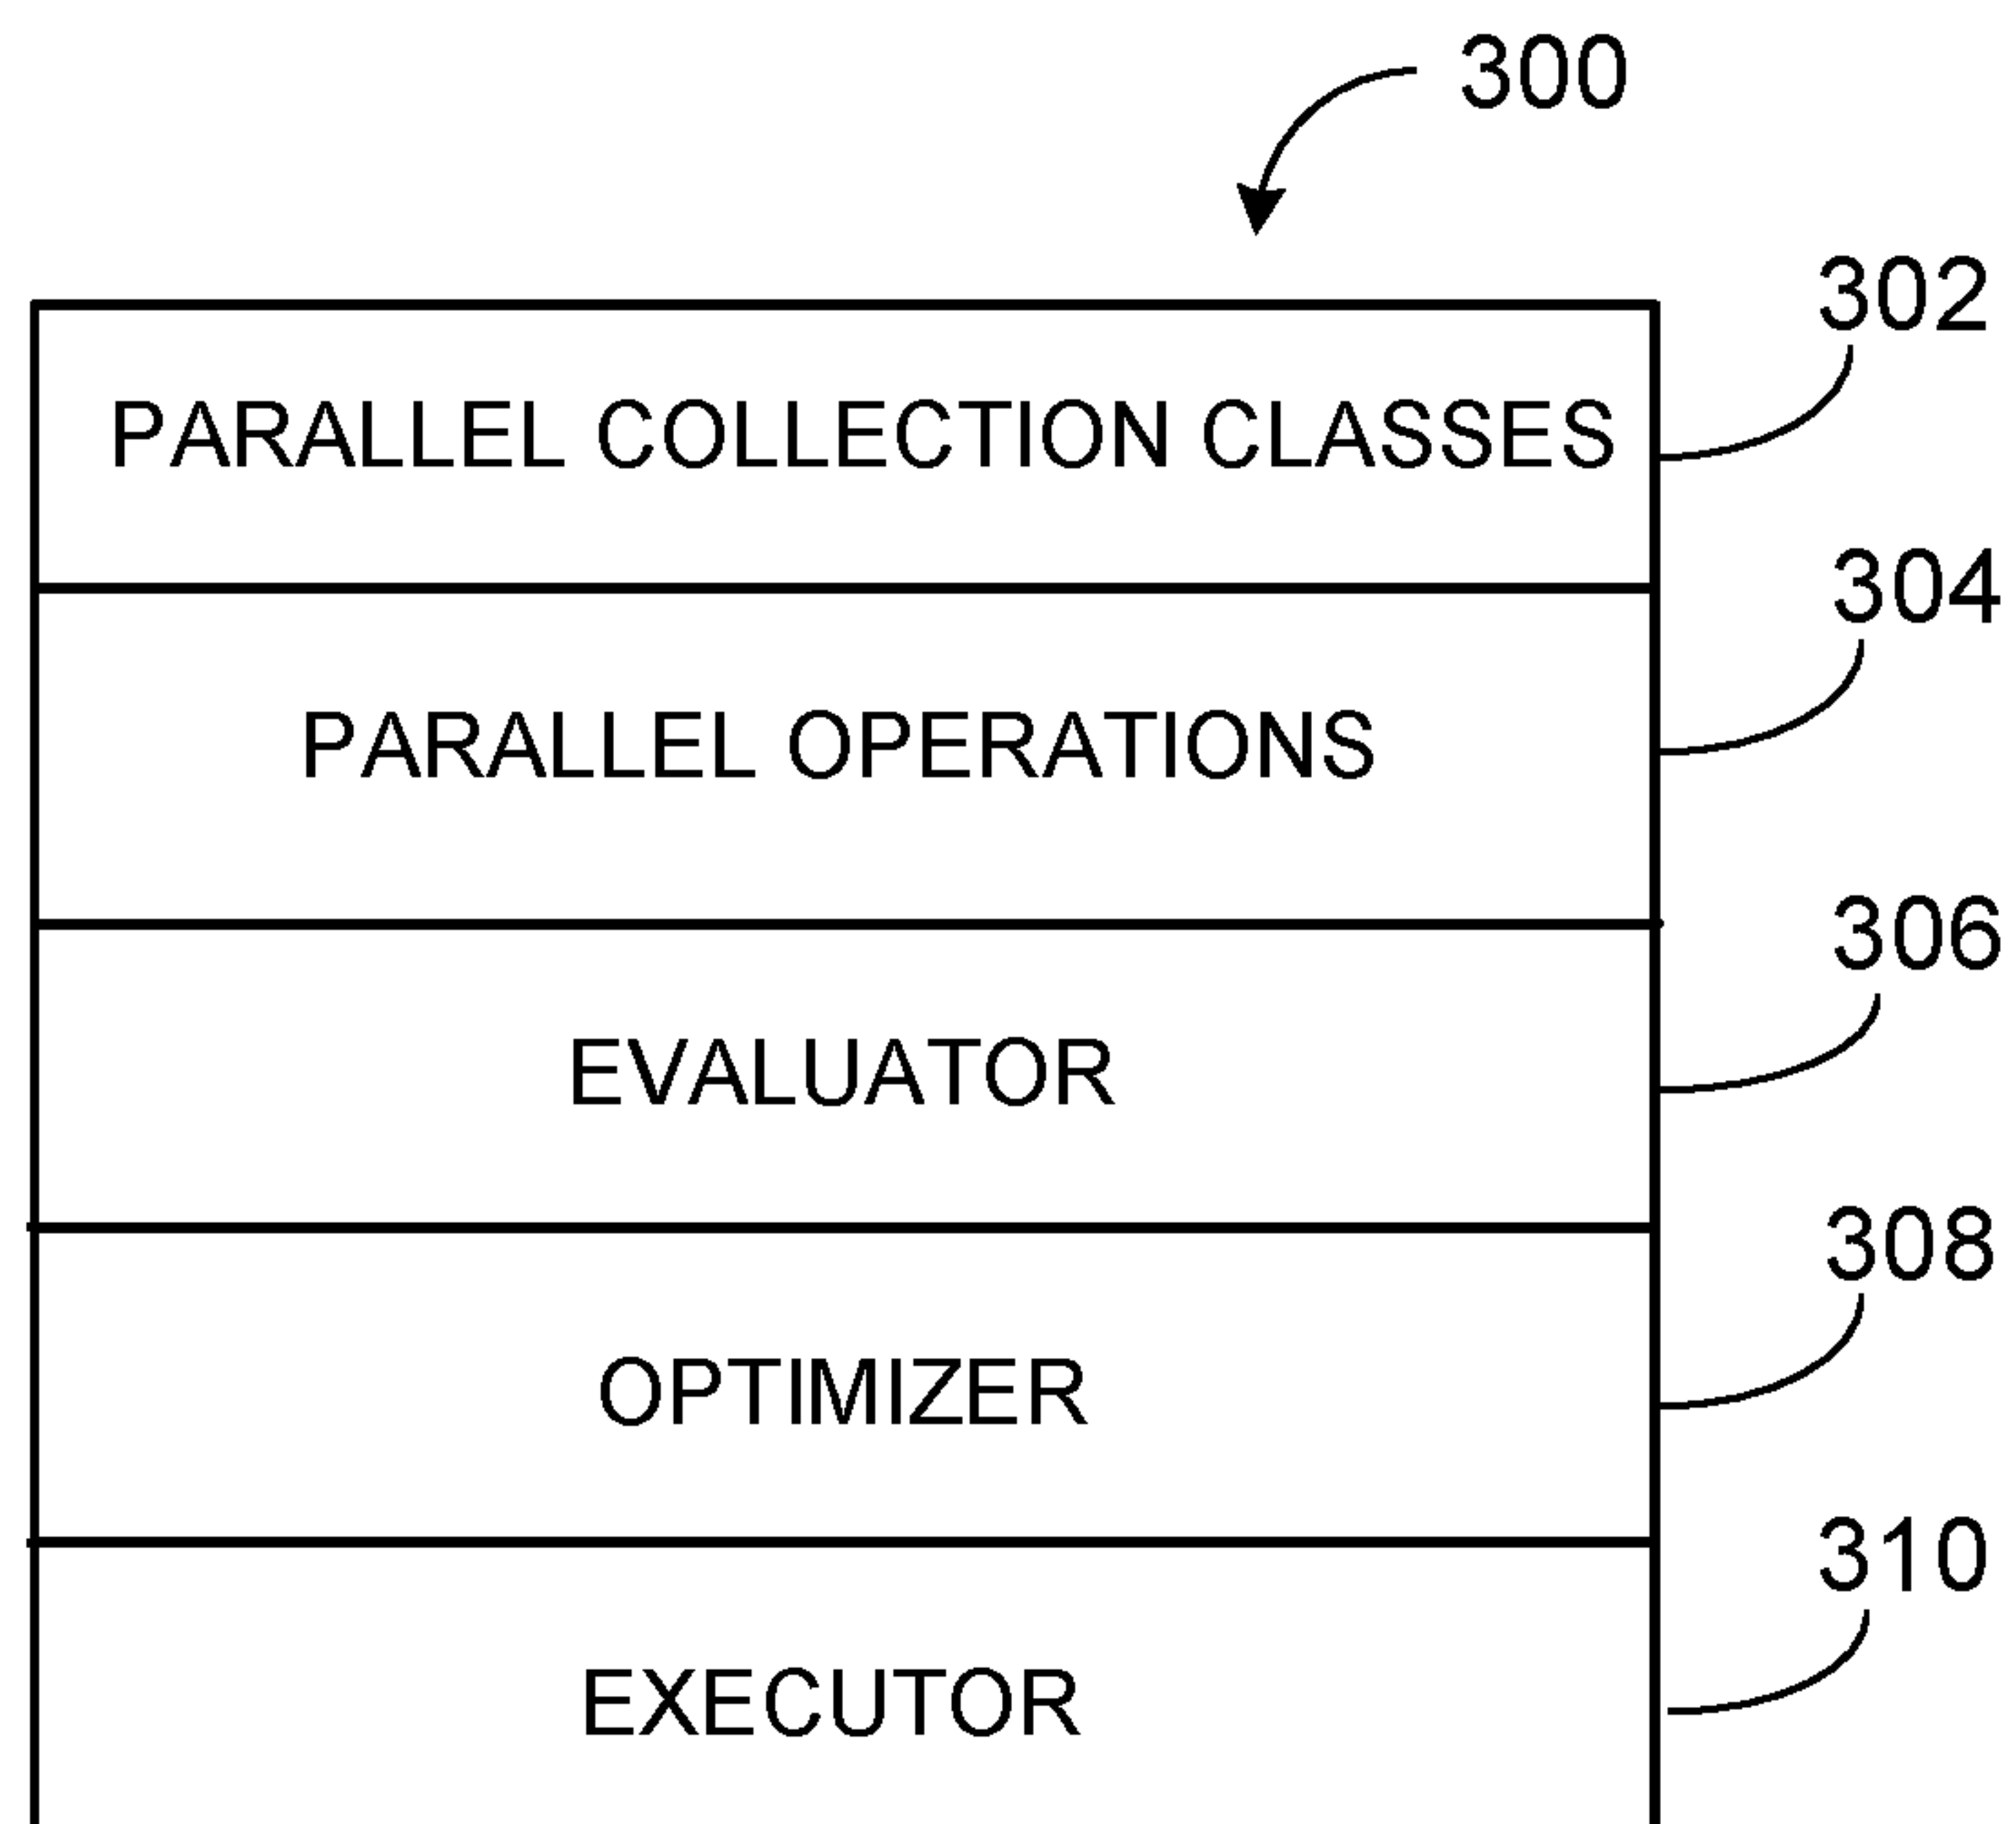 300
302
PARALLEL COLLECTION CLASSES
304
PARALLEL OPERATIONS
306
EVALUATOR
308
OPTIMIZER
310
EXECUTOR